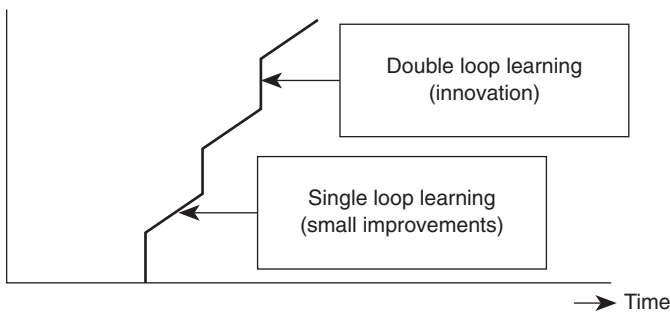 Double loop learning
(innovation)
Single loop learning
(small improvements)
Time